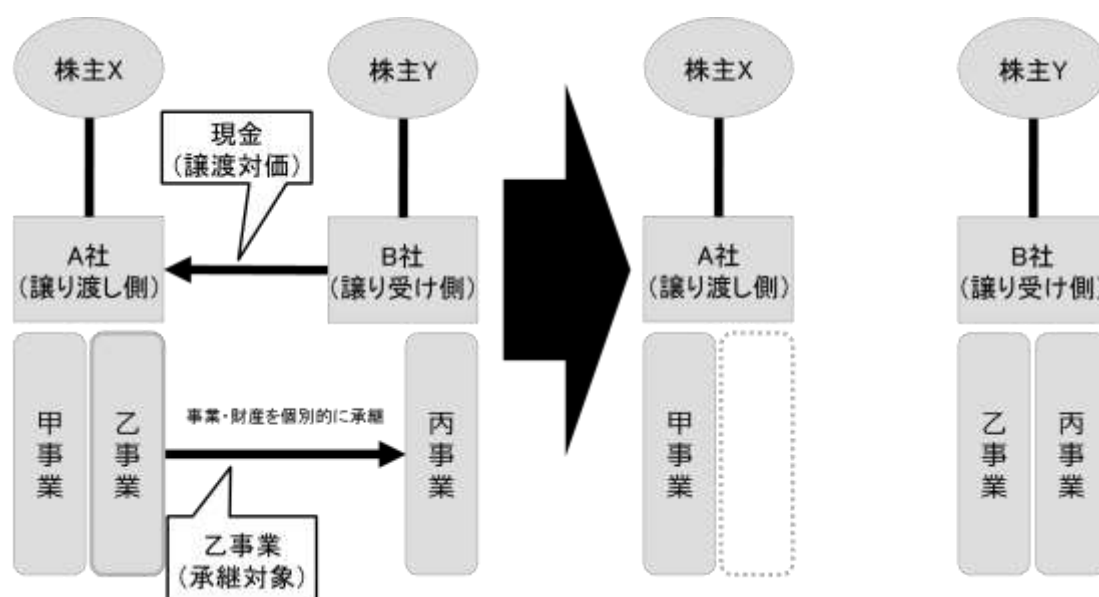 株主X
株主Y
株主X
株主Y
現金
(譲渡対価)
A社
(譲り渡し側)
B社
(譲り受け側)
A社
(譲り渡し側)
B社
(譲り受け側)
甲事業
乙事業
事業・財産を個別的に承継
丙事業
甲事業
乙事業
丙事業
乙事業
(承継対象)